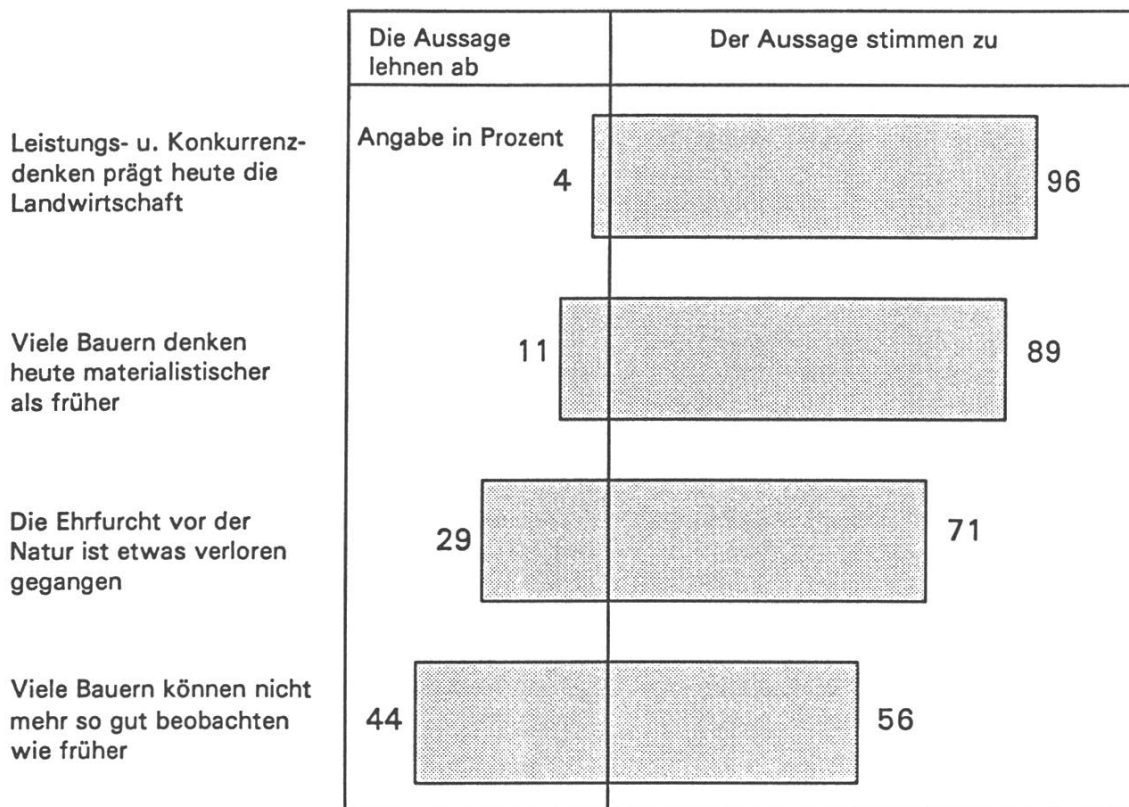 Die Aussage
lehnen ab
Der Aussage stimmen zu
Angabe in Prozent
Leistungs- u. Konkurrenz-
denken prägt heute die
Landwirtschaft
4
96
Viele Bauern denken
heute materialistischer
als früher
11
89
Die Ehrfurcht vor der
Natur ist etwas verloren
gegangen
29
71
Viele Bauern können nicht
mehr so gut beobachten
wie früher
44
56